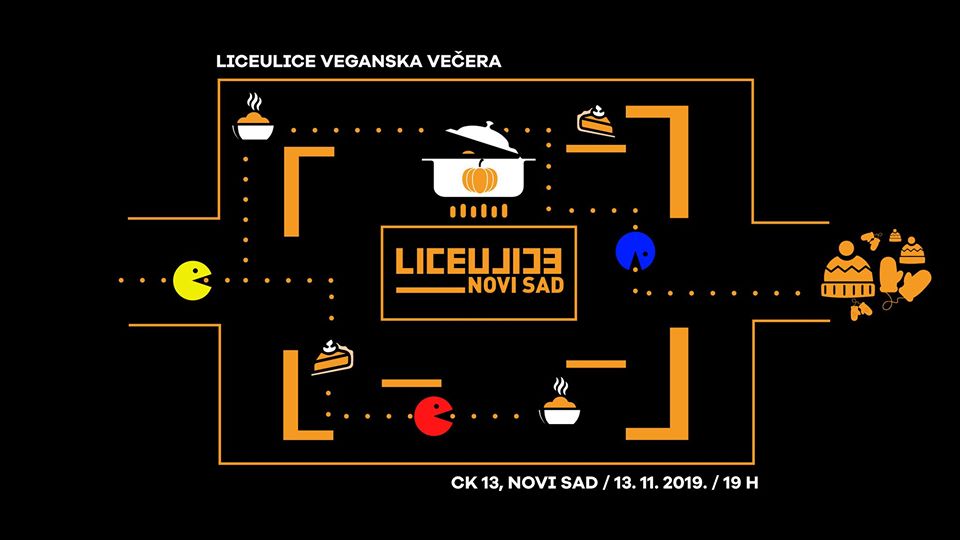 LICEULICE VEGANSKA VEČERA
LICEULICE
NOVI SAD
CK 13, NOVI SAD / 13. 11. 2019. / 19 H